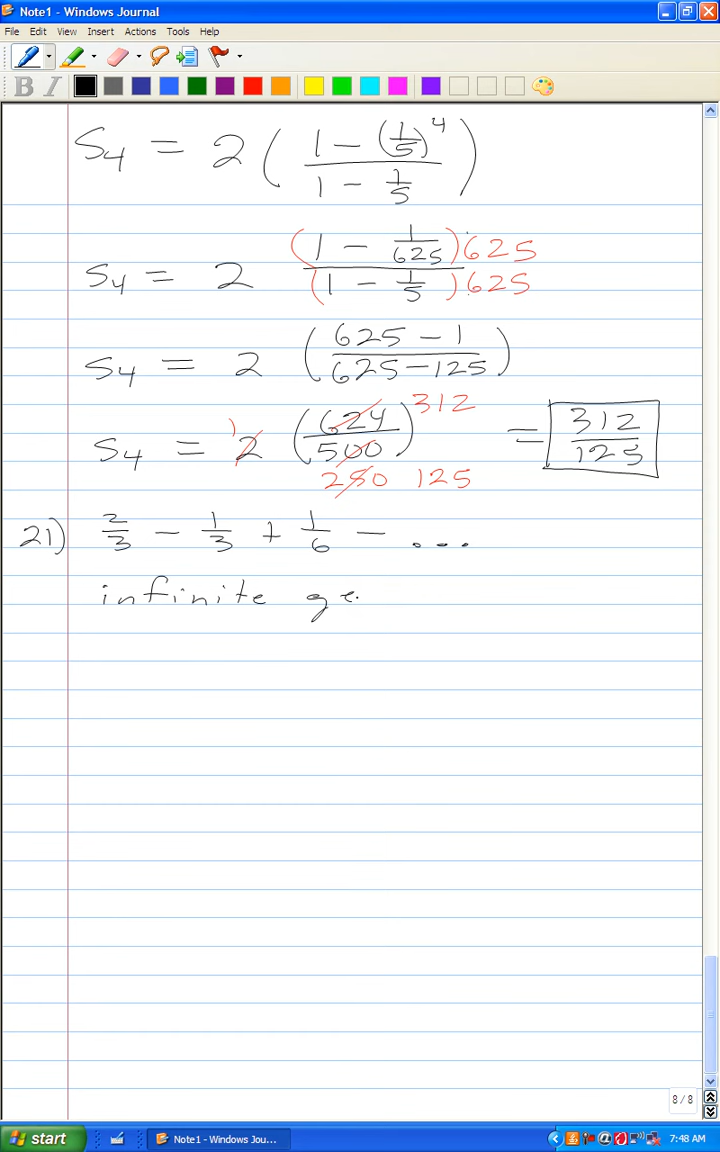 Note1 - Windows Journal
File Edit View Insert Actions Tools Help
B I
S4 = 2 ( (1 - (1/5)^4) / (1 - 1/5) )
S4 = 2 (1 - 1/625)625 / (1 - 1/5)625
S4 = 2 ( (625 - 1) / (625 - 125) )
S4 = 2 1 (624/500) 312 250 125 = 312/125
21) 2/3 - 1/3 + 1/6 - ...
infinite ge
8 / 8
start Note1 - Windows Jou... 7:48 AM